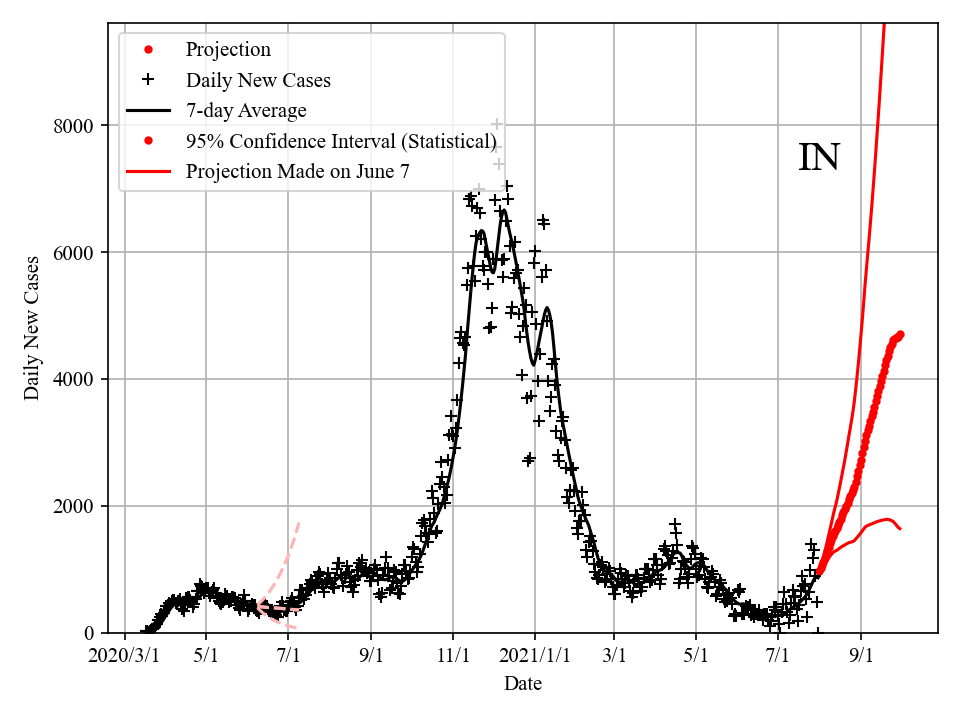 Projection
Daily New Cases
7-day Average
95% Confidence Interval (Statistical)
Projection Made on June 7
IN
8000
6000
4000
2000
0
Daily New Cases
2020/3/1 5/1 7/1 9/1 11/1 2021/1/1 3/1 5/1 7/1 9/1
Date